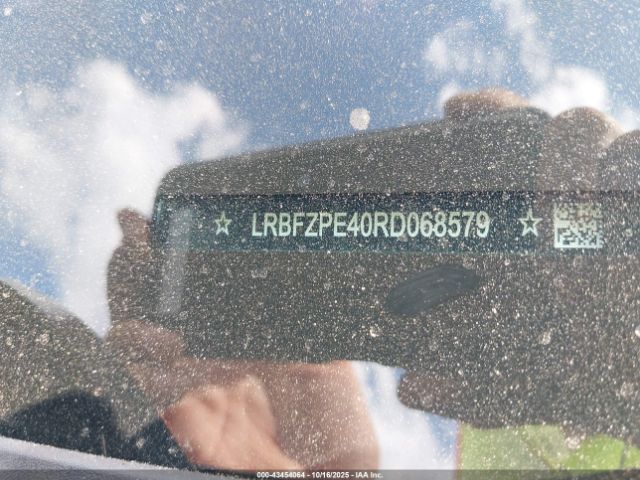 ☆ LRBFZPE40RD068579 ☆
000-43454064 - 10/16/2025 - IAA Inc.